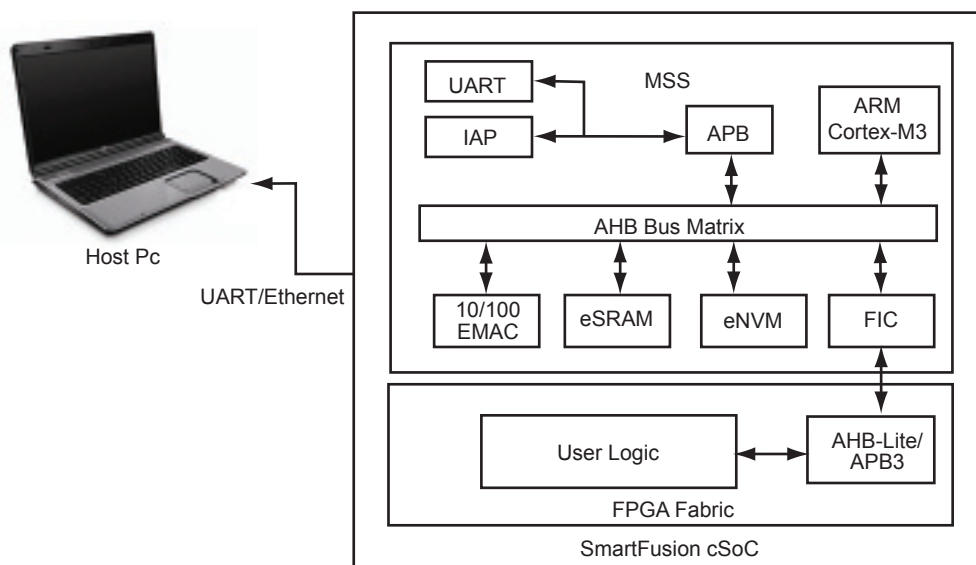 UART
MSS
IAP
APB
ARM
Cortex-M3
AHB Bus Matrix
Host Pc
UART/Ethernet
10/100
EMAC
eSRAM
eNVM
FIC
User Logic
AHB-Lite/
APB3
FPGA Fabric
SmartFusion cSoC